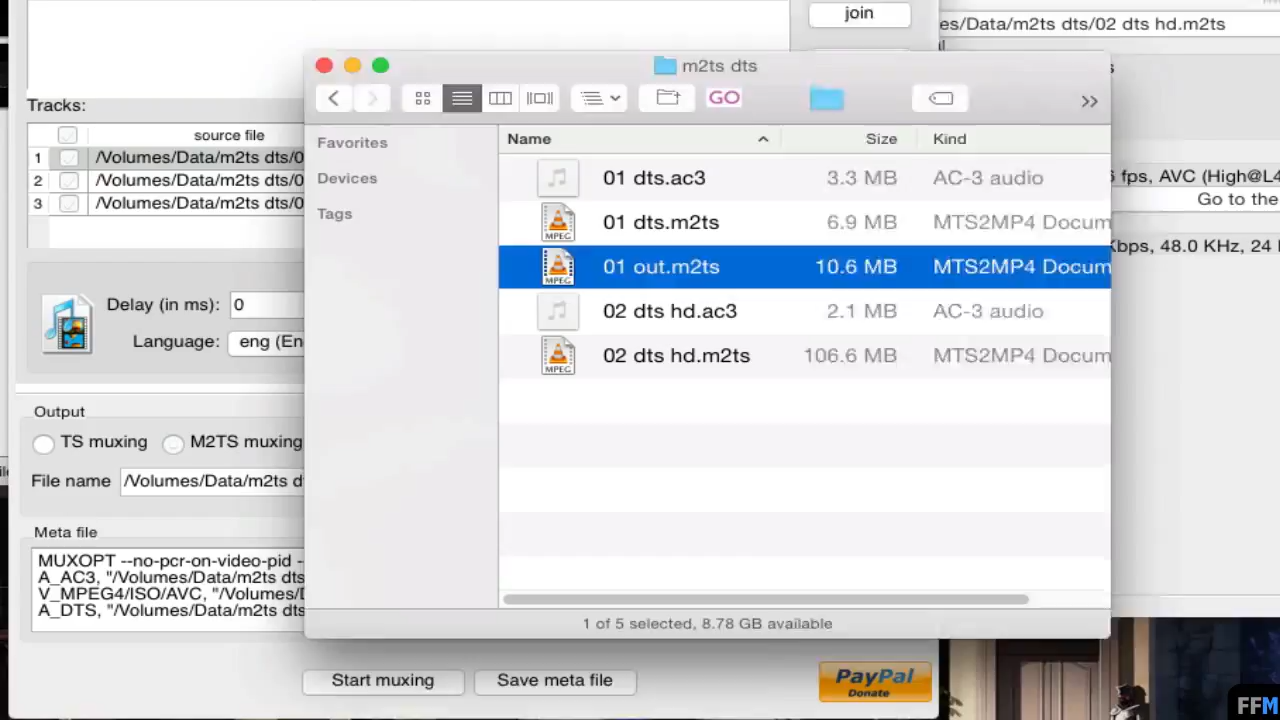 join
es/Data/m2ts dts/02 dts hd.m2ts
m2ts dts
Tracks:
GO
source file
Favorites
Name
Size
Kind
1 /Volumes/Data/m2ts dts/0
2 /Volumes/Data/m2ts dts/0
3 /Volumes/Data/m2ts dts/0
Devices
Tags
01 dts.ac3 3.3 MB AC-3 audio
01 dts.m2ts 6.9 MB MTS2MP4 Docum
MPEG
01 out.m2ts 10.6 MB MTS2MP4 Docum
MPEG
02 dts hd.ac3 2.1 MB AC-3 audio
02 dts hd.m2ts 106.6 MB MTS2MP4 Docum
MPEG
fps, AVC (High@L4
Go to the
Kbps, 48.0 KHz, 24
Delay (in ms): 0
Language: eng (En
Output
TS muxing
M2TS muxing
File name /Volumes/Data/m2ts d
Meta file
MUXOPT --no-pcr-on-video-pid -
A_AC3, "/Volumes/Data/m2ts dts
V_MPEG4/ISO/AVC, "/Volumes/D
A_DTS, "/Volumes/Data/m2ts dts
1 of 5 selected, 8.78 GB available
Start muxing
Save meta file
PayPal
Donate
FFM